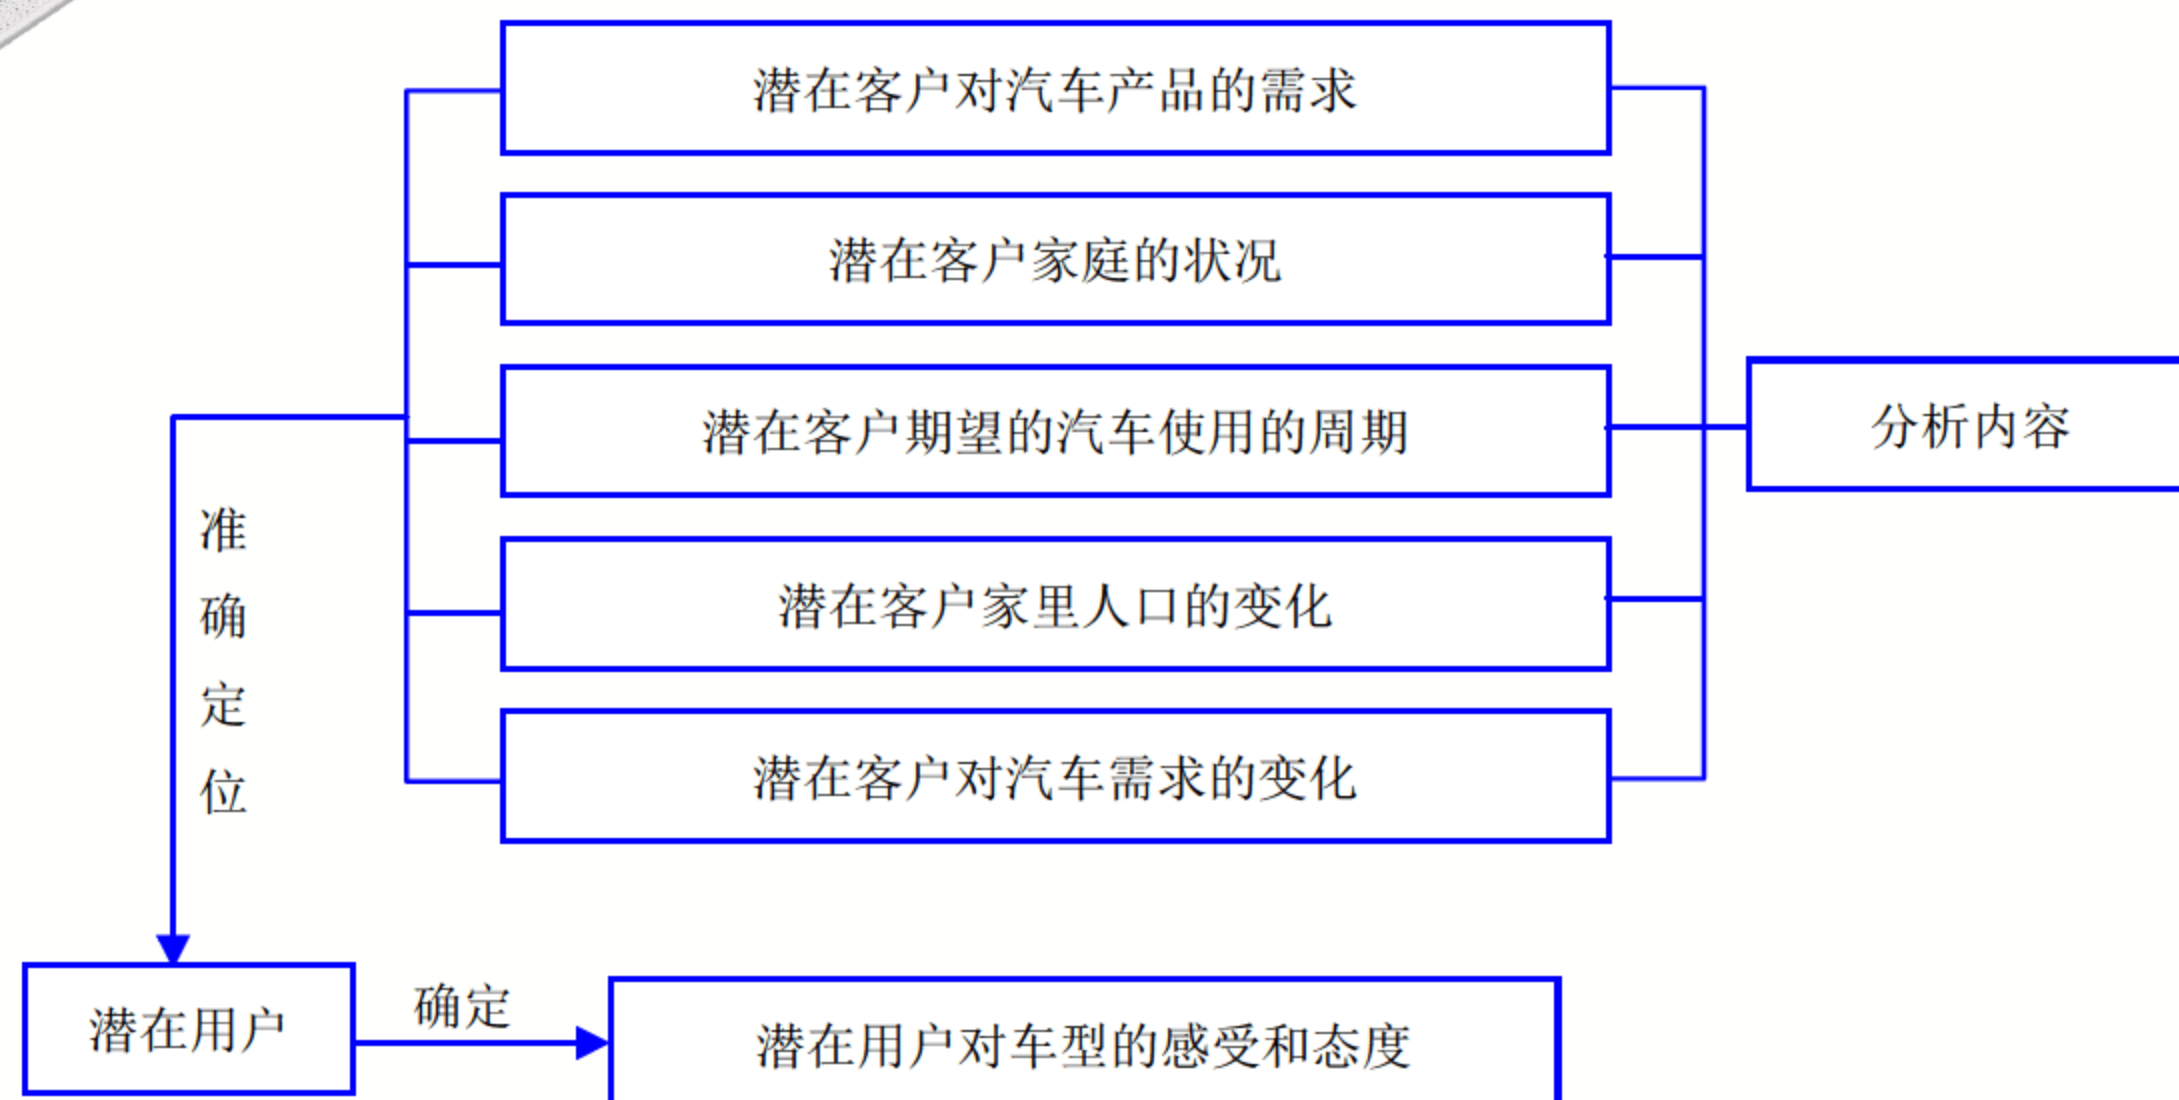 潜在客户对汽车产品的需求
潜在客户家庭的状况
潜在客户期望的汽车使用的周期
分析内容
潜在客户家里人口的变化
潜在客户对汽车需求的变化
准确定位
潜在用户
确定
潜在用户对车型的感受和态度